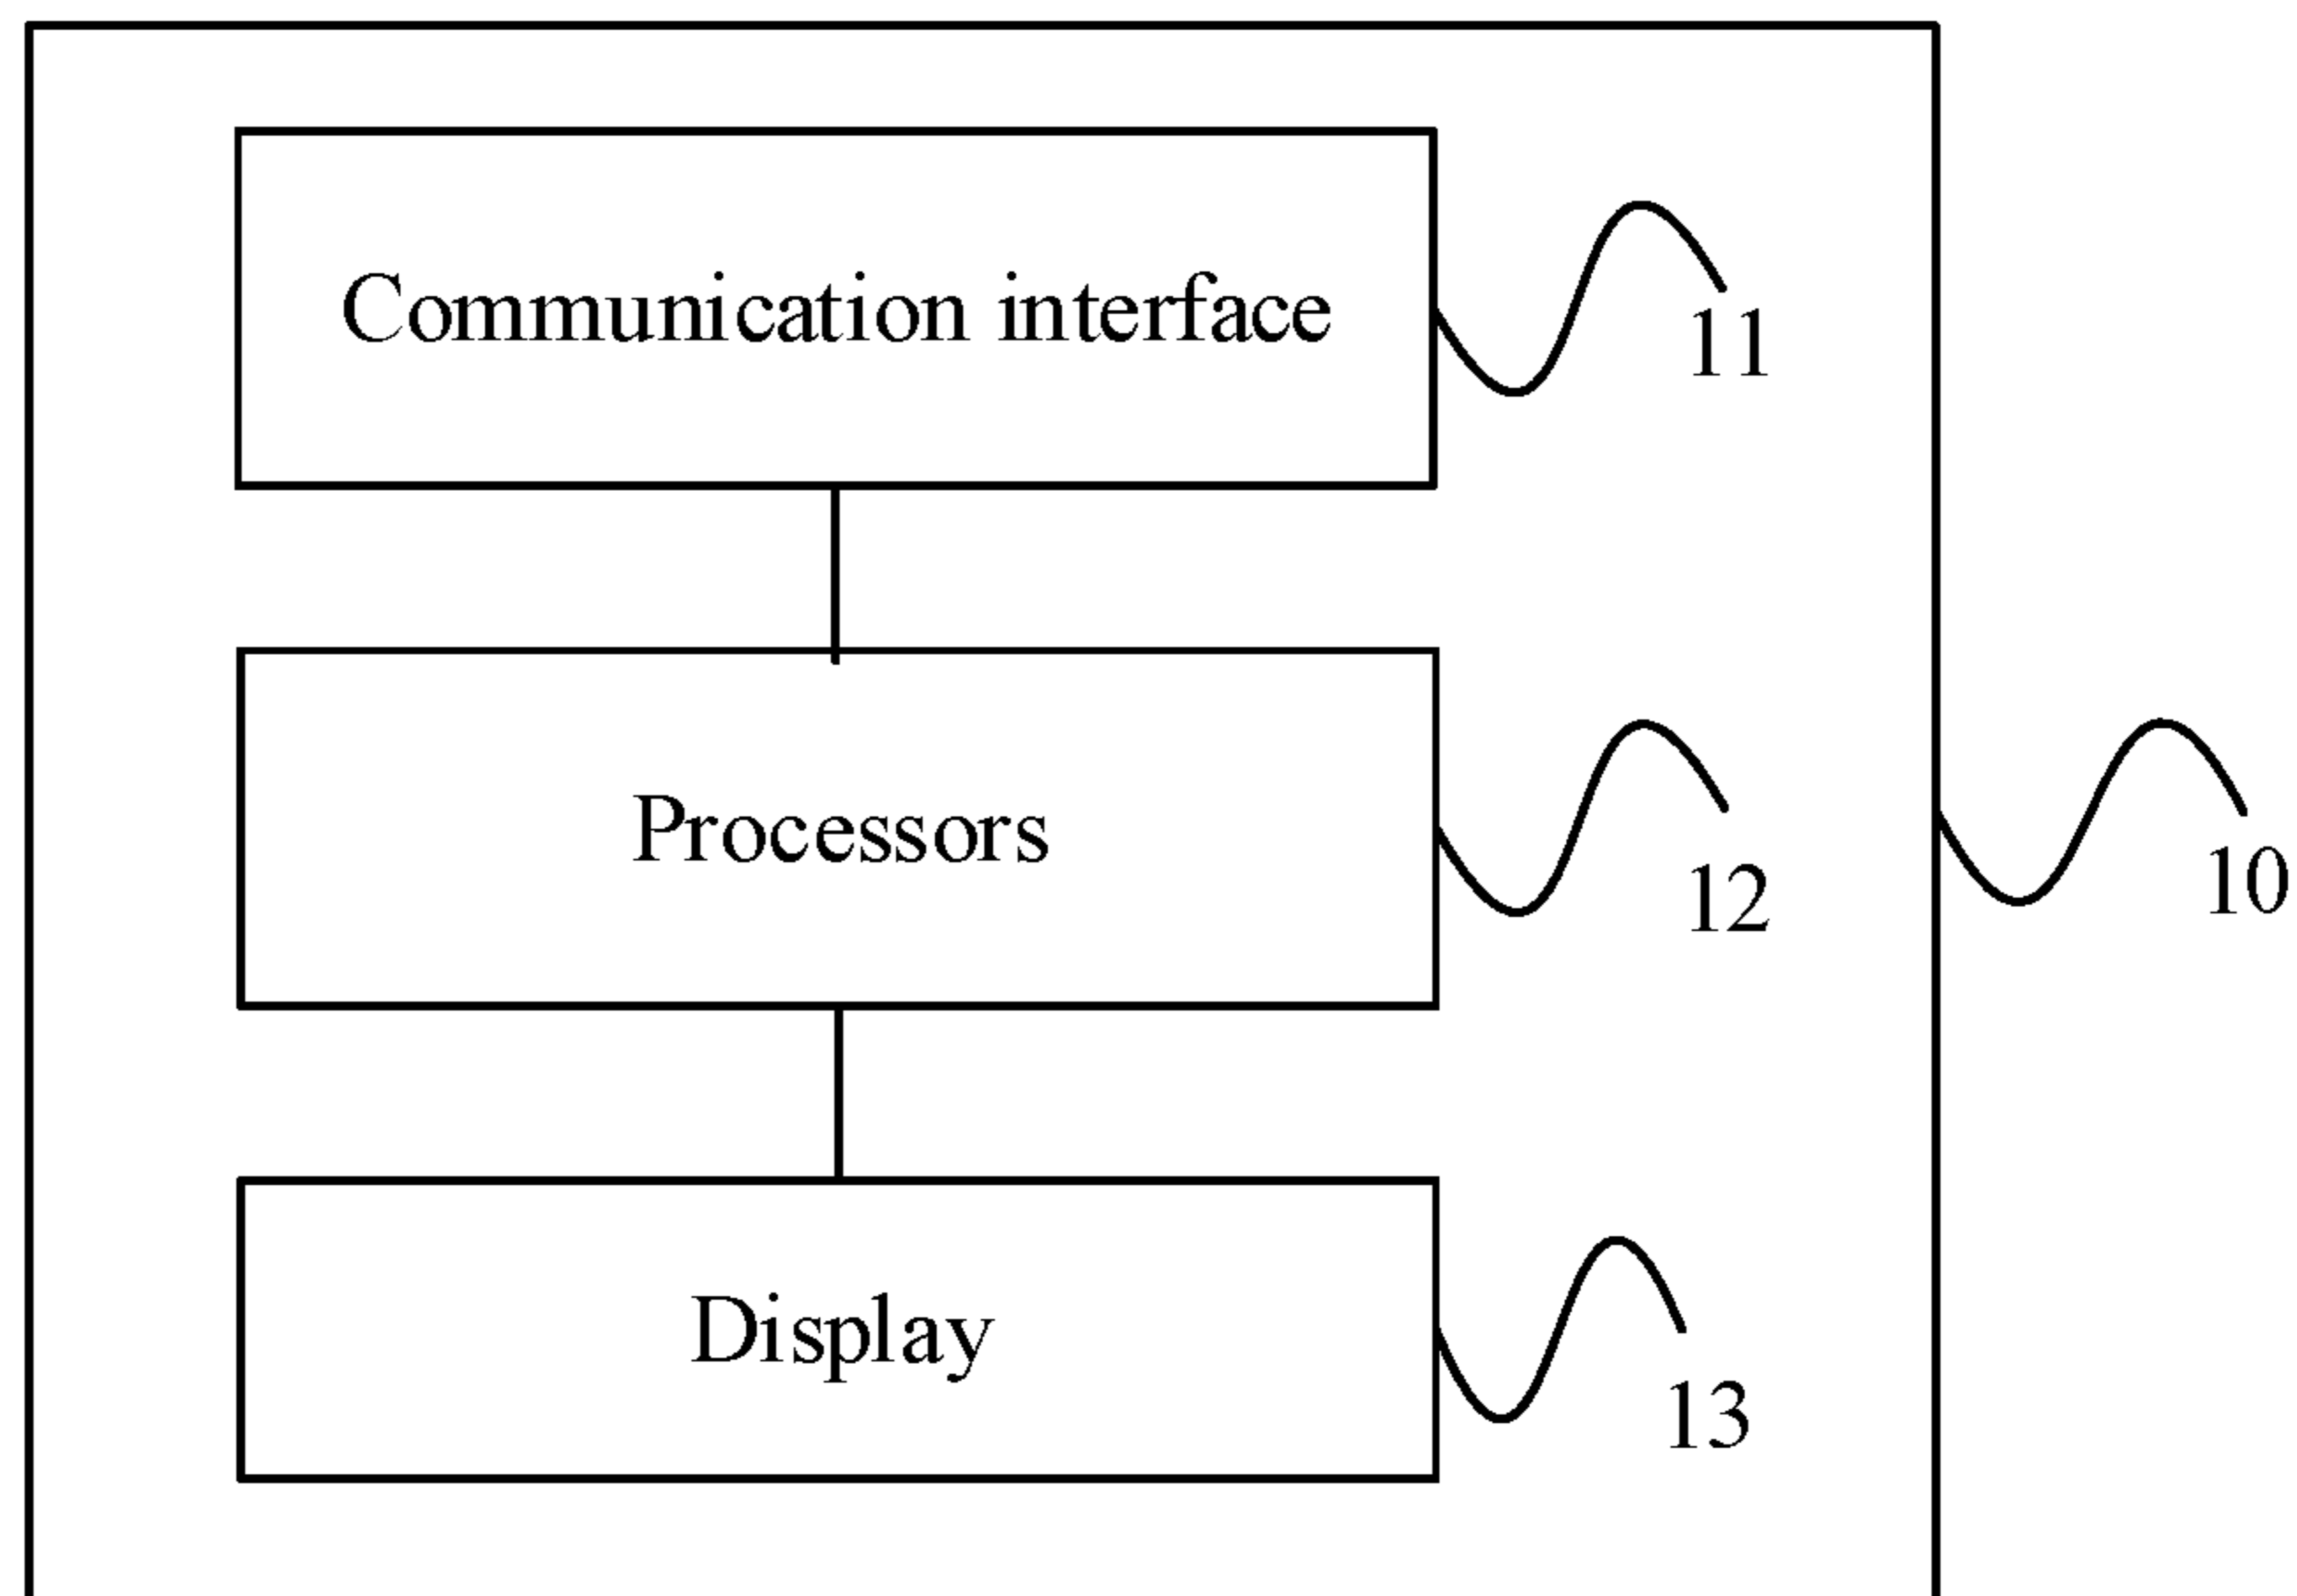 Communication interface
11
Processors
12
10
Display
13